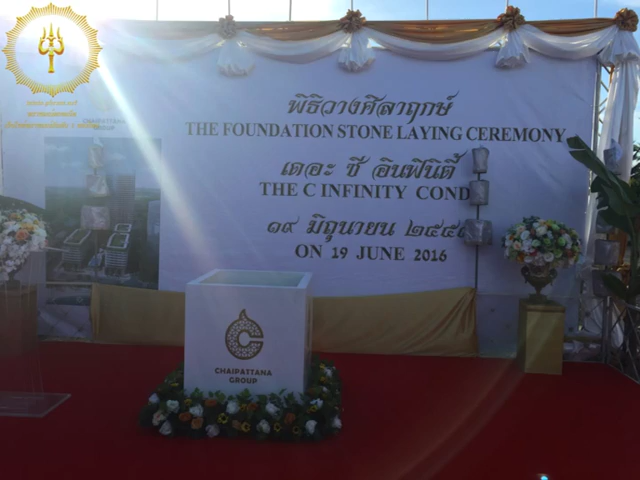 CHAIPATTANA
GROUP
พิธีวางศิลาฤกษ์
THE FOUNDATION STONE LAYING CEREMONY
เดอะ ซี อินฟินิตี้
THE C INFINITY COND
๑๙ มิถุนายน ๒๕๕
ON 19 JUNE 2016
CHAIPATTANA
GROUP